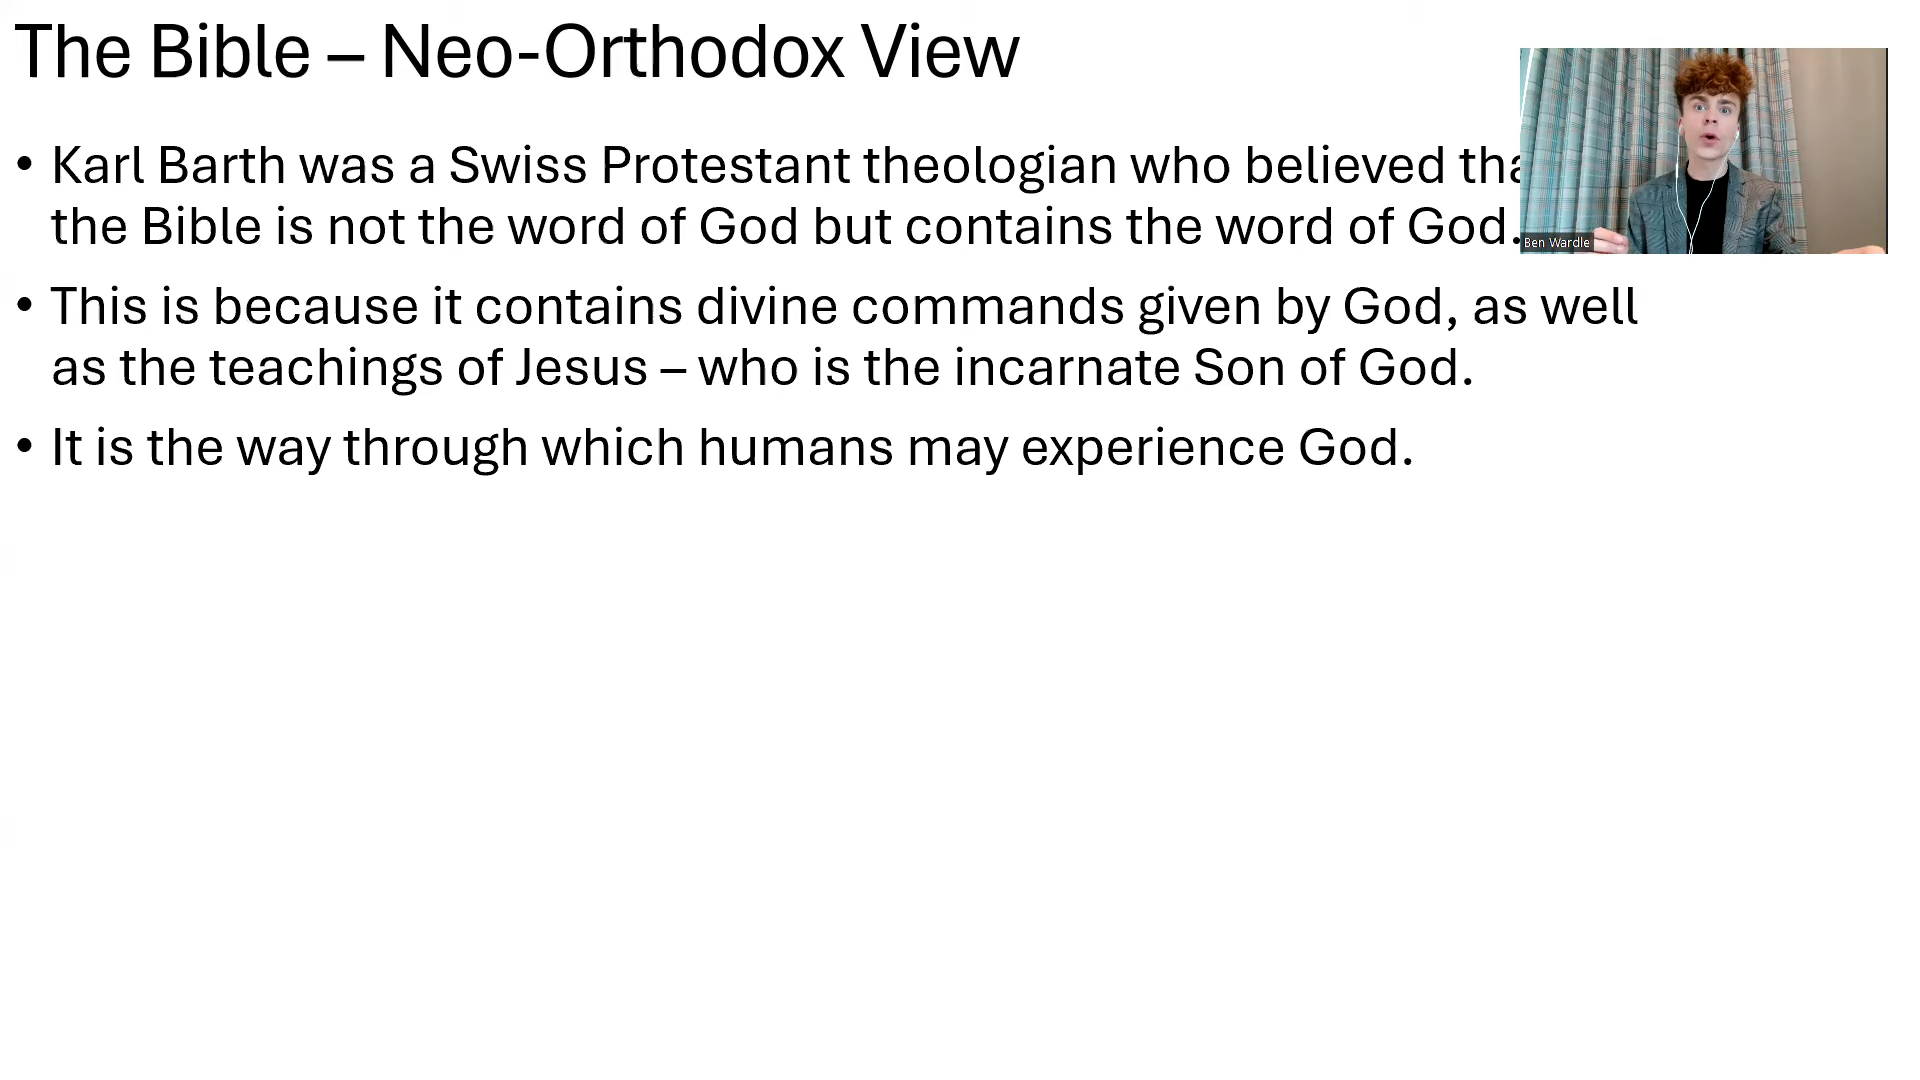 The Bible – Neo-Orthodox View
• Karl Barth was a Swiss Protestant theologian who believed
the Bible is not the word of God but contains the word of God.
• This is because it contains divine commands given by God, as well
as the teachings of Jesus – who is the incarnate Son of God.
• It is the way through which humans may experience God.
Ben Wardle